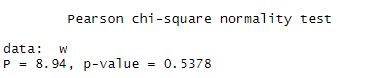 Pearson chi-square normality test
data:  w
P = 8.94, p-value = 0.5378